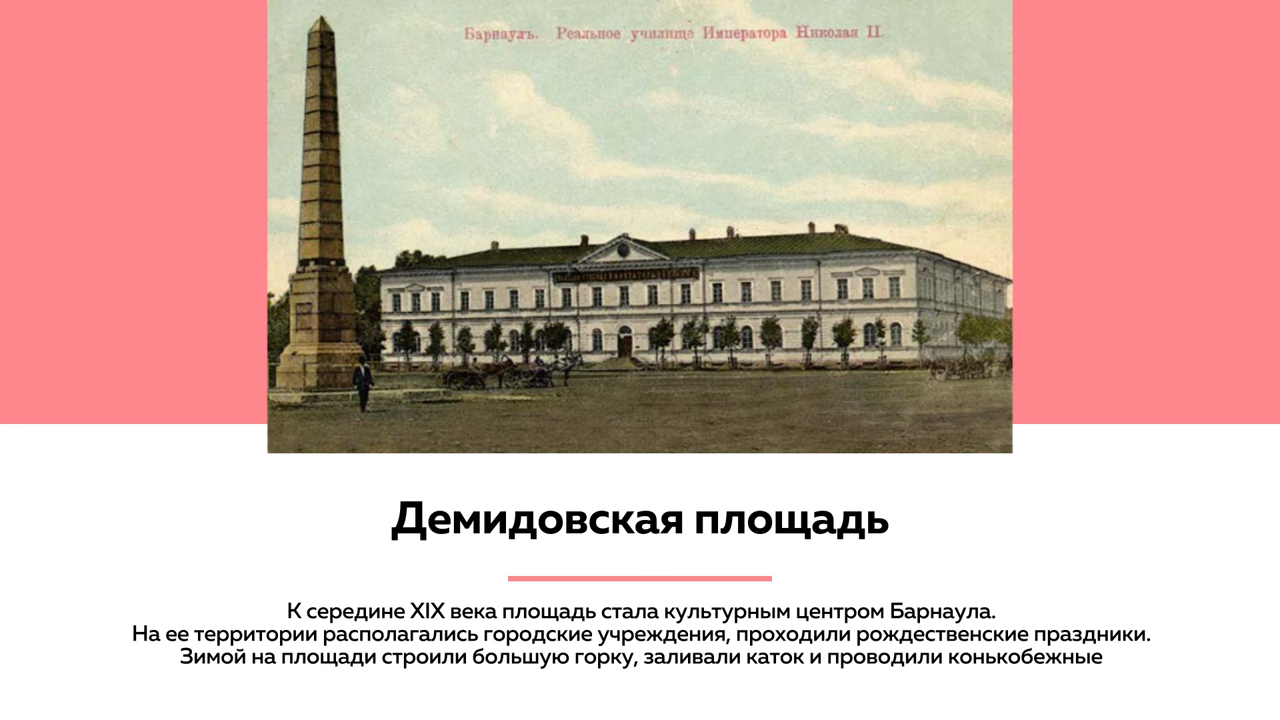 Барнаулъ. Реальное училище Императора Николая II.
Демидовская площадь
К середине XIX века площадь стала культурным центром Барнаула.
На ее территории располагались городские учреждения, проходили рождественские праздники.
Зимой на площади строили большую горку, заливали каток и проводили конькобежные